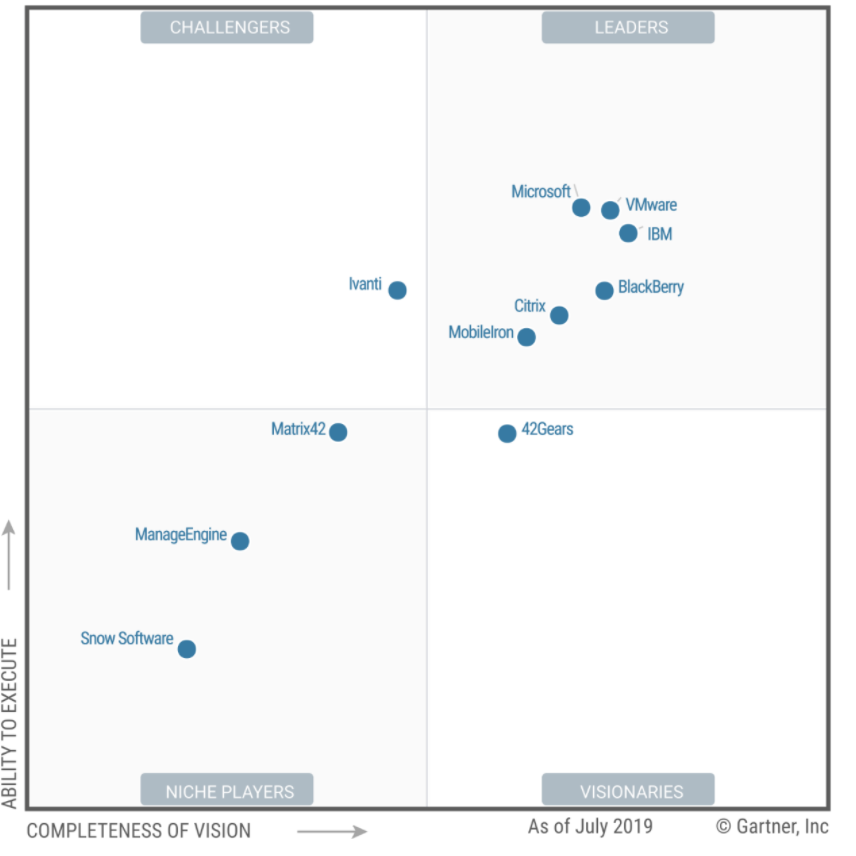 CHALLENGERS
LEADERS
Microsoft
VMware
IBM
Ivanti
BlackBerry
Citrix
MobileIron
Matrix42
42Gears
ManageEngine
Snow Software
NICHE PLAYERS
VISIONARIES
ABILITY TO EXECUTE
COMPLETENESS OF VISION
As of July 2019
© Gartner, Inc